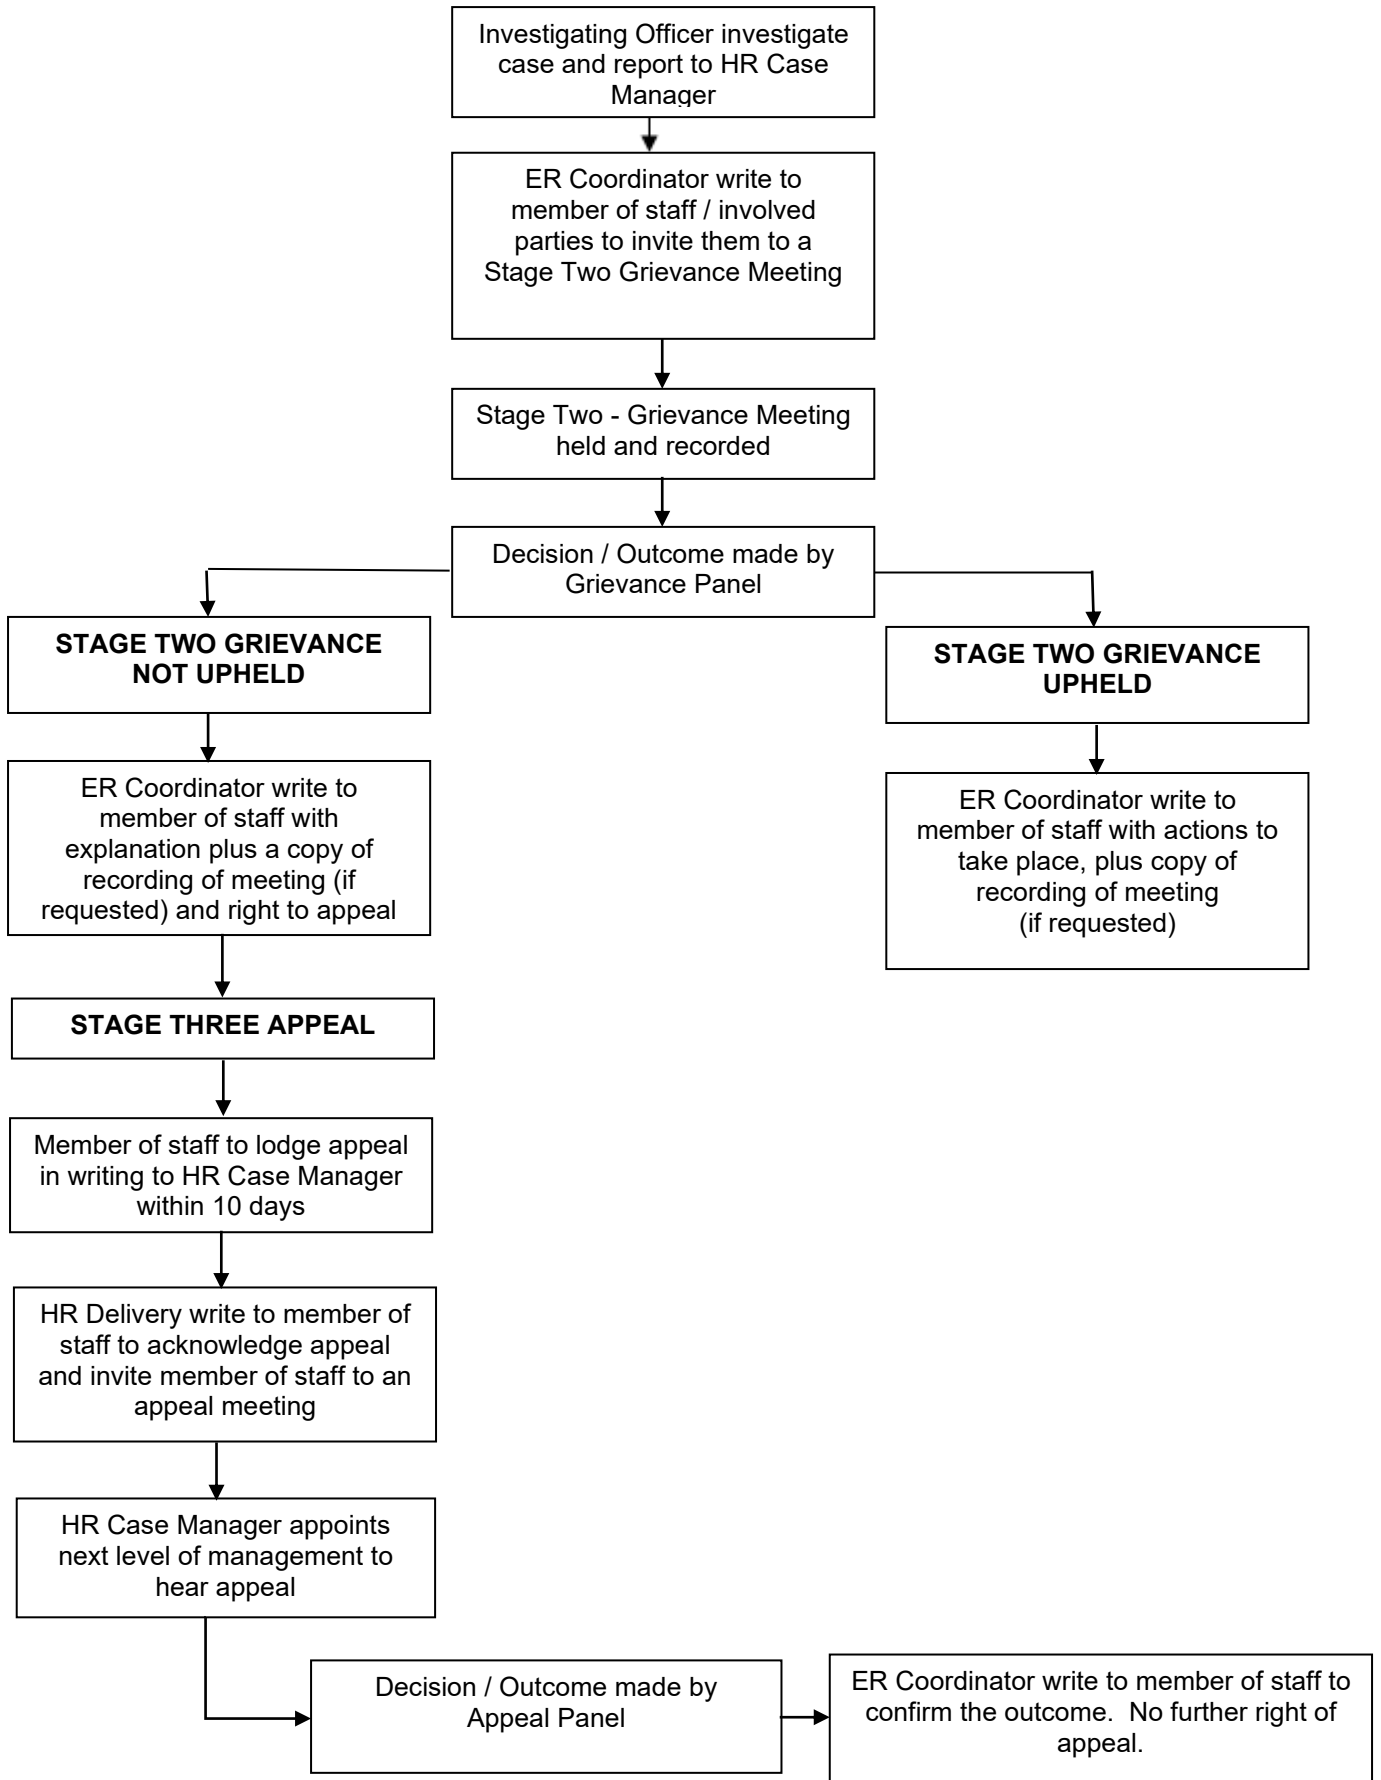 Investigating Officer investigate
case and report to HR Case
Manager
ER Coordinator write to
member of staff / involved
parties to invite them to a
Stage Two Grievance Meeting
Stage Two - Grievance Meeting
held and recorded
Decision / Outcome made by
Grievance Panel
STAGE TWO GRIEVANCE
NOT UPHELD
STAGE TWO GRIEVANCE
UPHELD
ER Coordinator write to
member of staff with
explanation plus a copy of
recording of meeting (if
requested) and right to appeal
ER Coordinator write to
member of staff with actions to
take place, plus copy of
recording of meeting
(if requested)
STAGE THREE APPEAL
Member of staff to lodge appeal
in writing to HR Case Manager
within 10 days
HR Delivery write to member of
staff to acknowledge appeal
and invite member of staff to an
appeal meeting
HR Case Manager appoints
next level of management to
hear appeal
Decision / Outcome made by
Appeal Panel
ER Coordinator write to member of staff to
confirm the outcome.  No further right of
appeal.